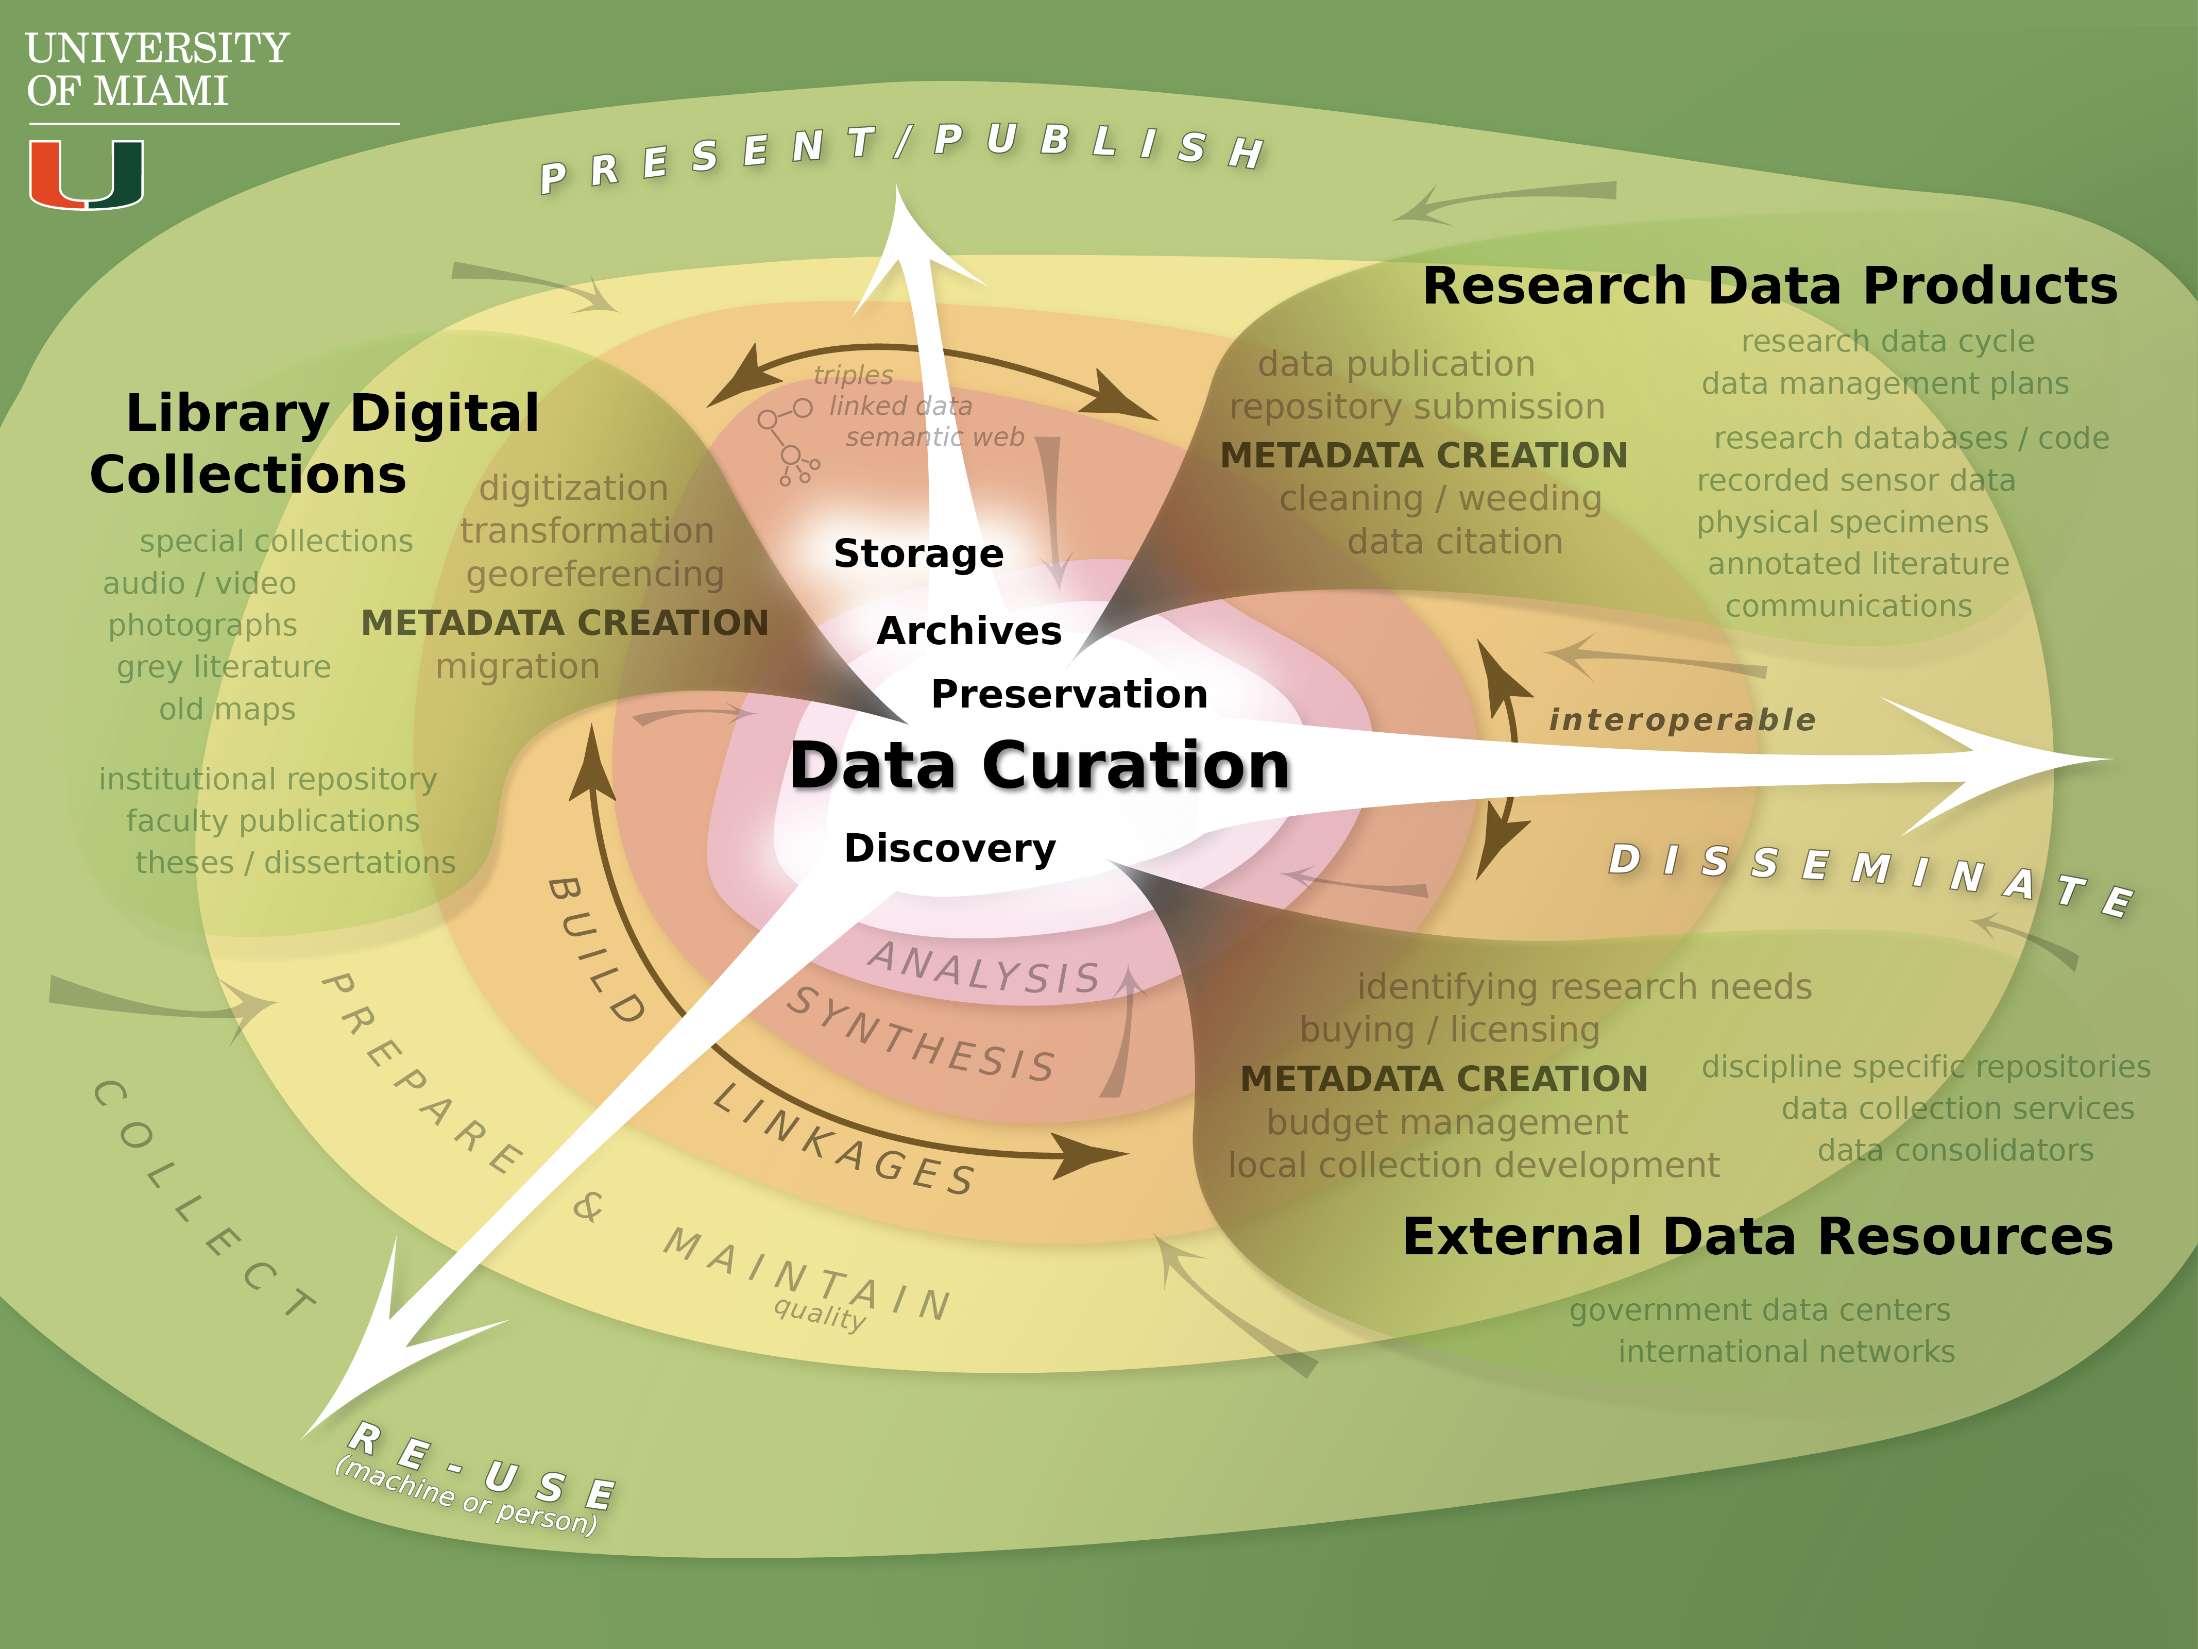 UNIVERSITY
OF MIAMI
PRESENT/PUBLISH
Library Digital
Collections
special collections
audio / video
photographs
grey literature
old maps
institutional repository
faculty publications
theses / dissertations
digitization
transformation
georeferencing
METADATA CREATION
migration
triples
linked data
semantic web
Research Data Products
research data cycle
data management plans
research databases / code
recorded sensor data
physical specimens
annotated literature
communications
data publication
repository submission
METADATA CREATION
cleaning / weeding
data citation
Storage
Archives
Preservation
Data Curation
Discovery
interoperable
DISSEMINATE
ANALYSIS
SYNTHESIS
BUILD
LINKAGES
PREPARE & MAINTAIN
quality
COLLECT
identifying research needs
buying / licensing
METADATA CREATION
budget management
local collection development
discipline specific repositories
data collection services
data consolidators
External Data Resources
government data centers
international networks
RE-USE
(machine or person)